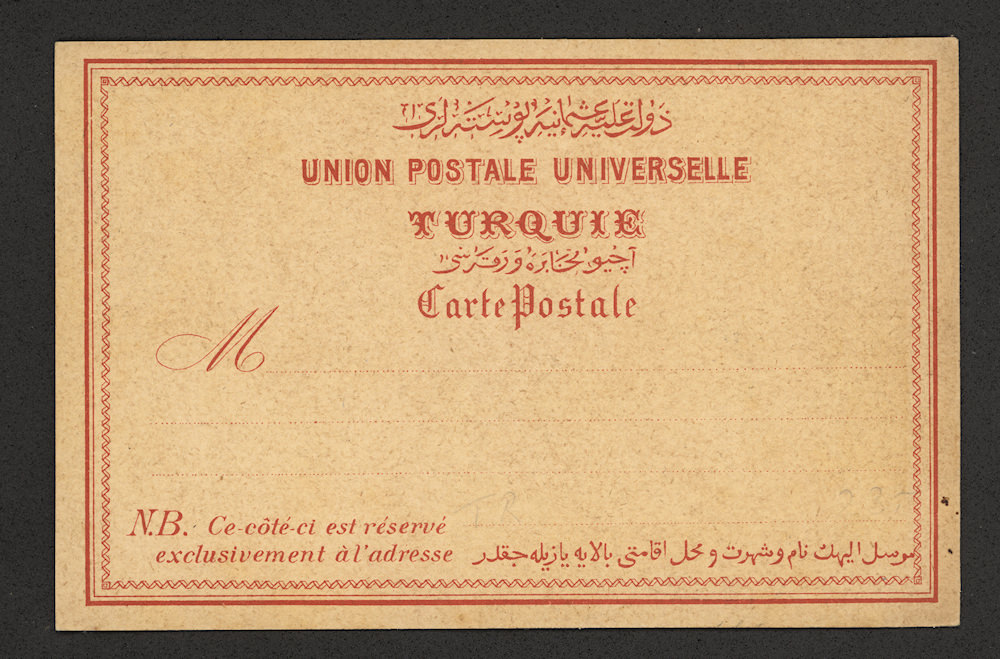 دولت علیه عثمانیه پوسته لری
UNION POSTALE UNIVERSELLE
TURQUIE
آچیق مخابره ورقه سی
Carte Postale
M
N.B. Ce-côté-ci est réservé
exclusivement à l'adresse
مرسل الیهك نام وشهرت و محل اقامتی بالایه یازیله جقدر